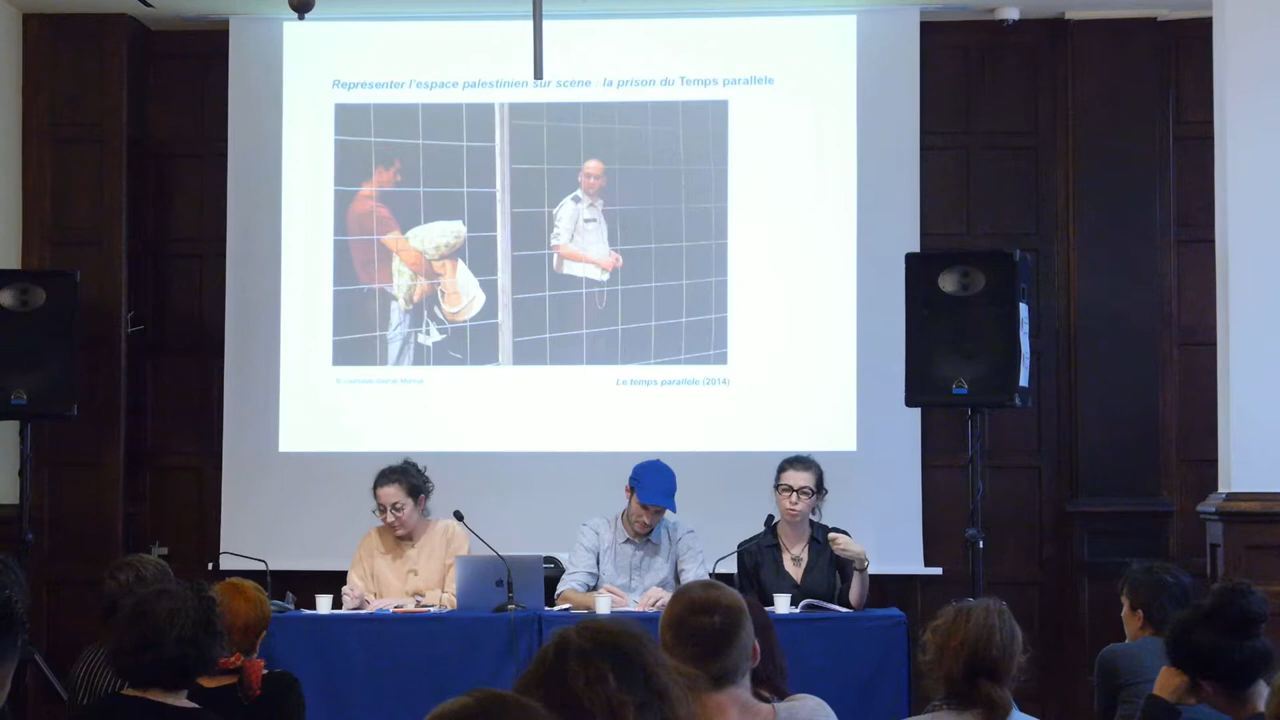 Représenter l'espace palestinien sur scène : la prison du Temps parallèle
Le temps parallèle (2014)